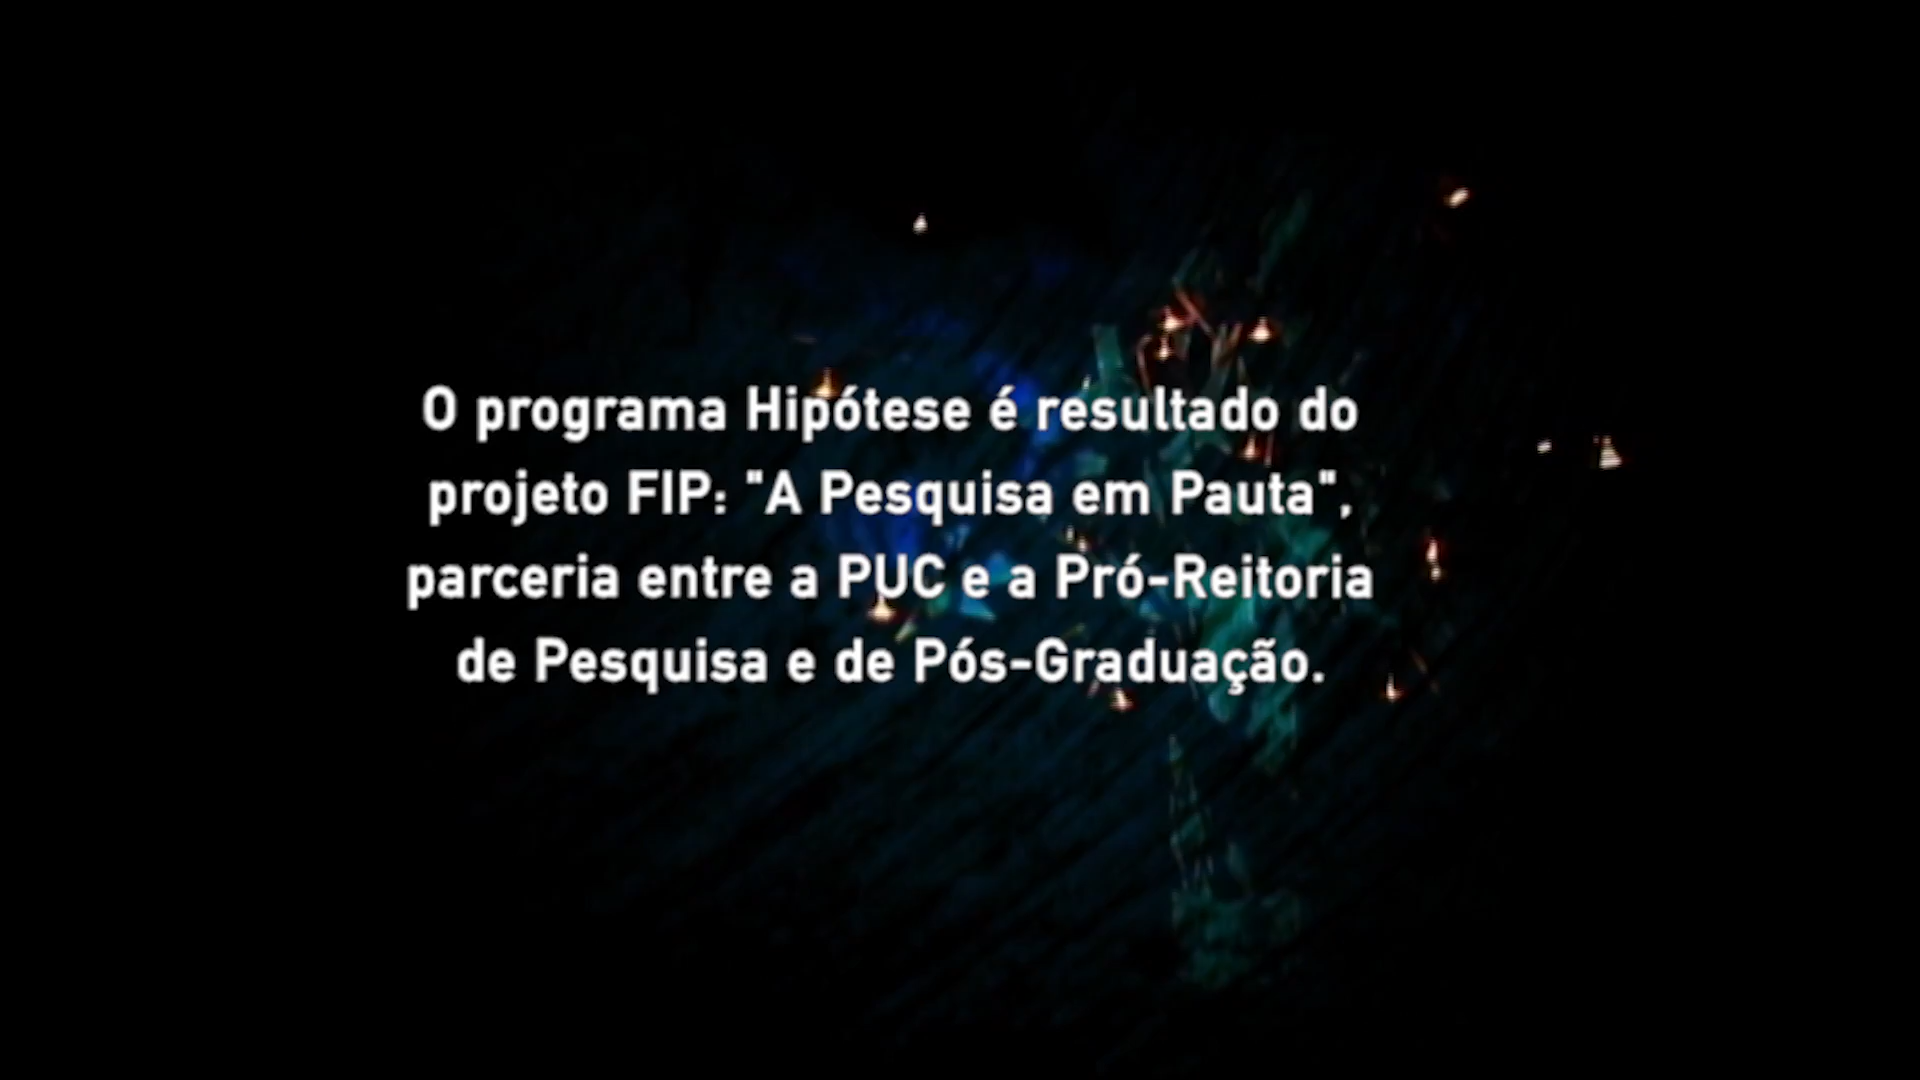 O programa Hipótese é resultado do
projeto FIP: "A Pesquisa em Pauta",
parceria entre a PUC e a Pró-Reitoria
de Pesquisa e de Pós-Graduação.